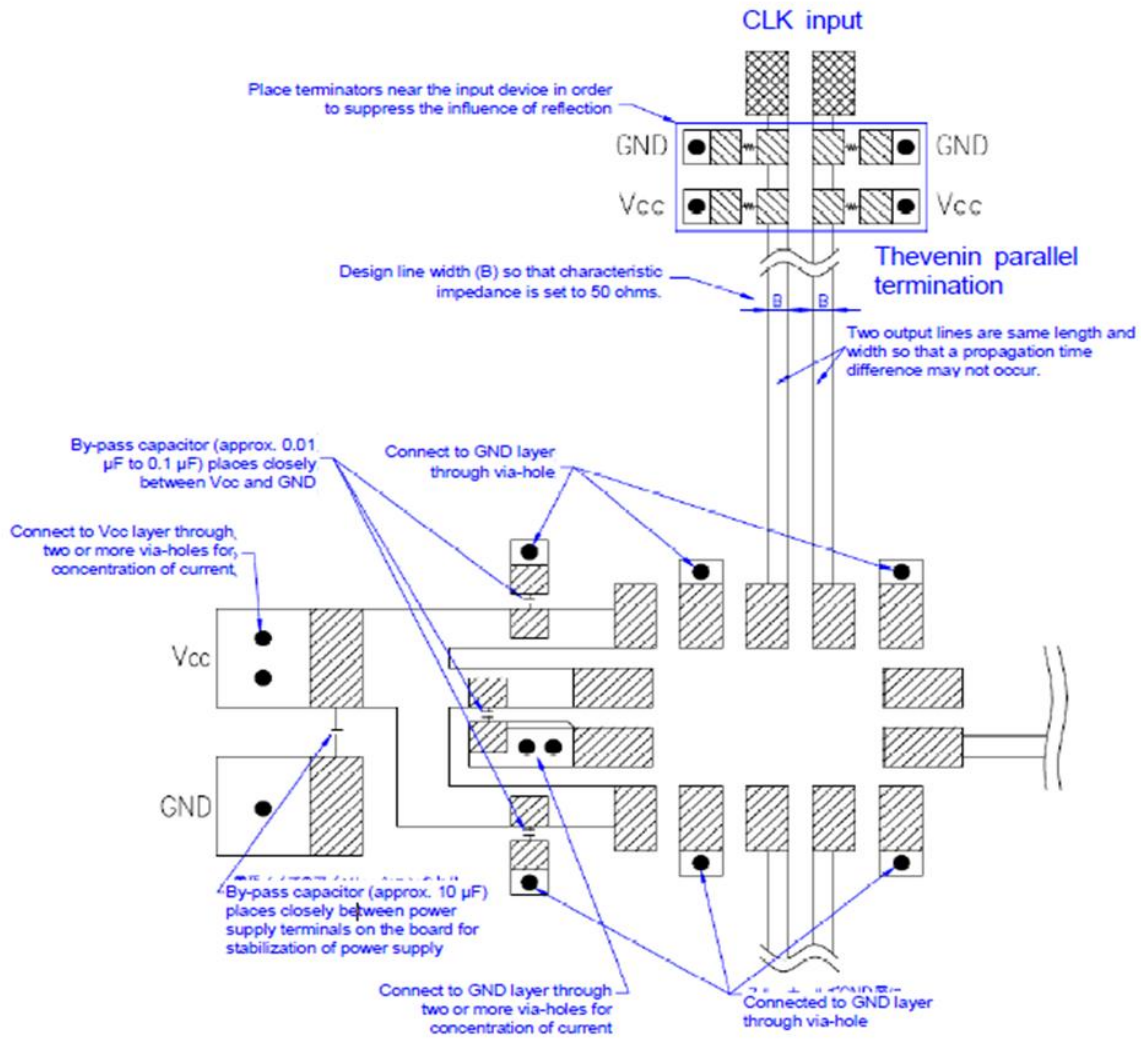 CLK input
Place terminators near the input device in order
to suppress the influence of reflection
GND
GND
Vcc
Vcc
Thevenin parallel
termination
Design line width (B) so that characteristic
impedance is set to 50 ohms.
B
B
Two output lines are same length and
width so that a propagation time
difference may not occur.
By-pass capacitor (approx. 0.01
µF to 0.1 µF) places closely
between Vcc and GND
Connect to GND layer
through via-hole
Connect to Vcc layer through
two or more via-holes for
concentration of current,
Vcc
GND
By-pass capacitor (approx. 10 µF)
places closely between power
supply terminals on the board for
stabilization of power supply
Connect to GND layer through
two or more via-holes for
concentration of current
Connected to GND layer
through via-hole